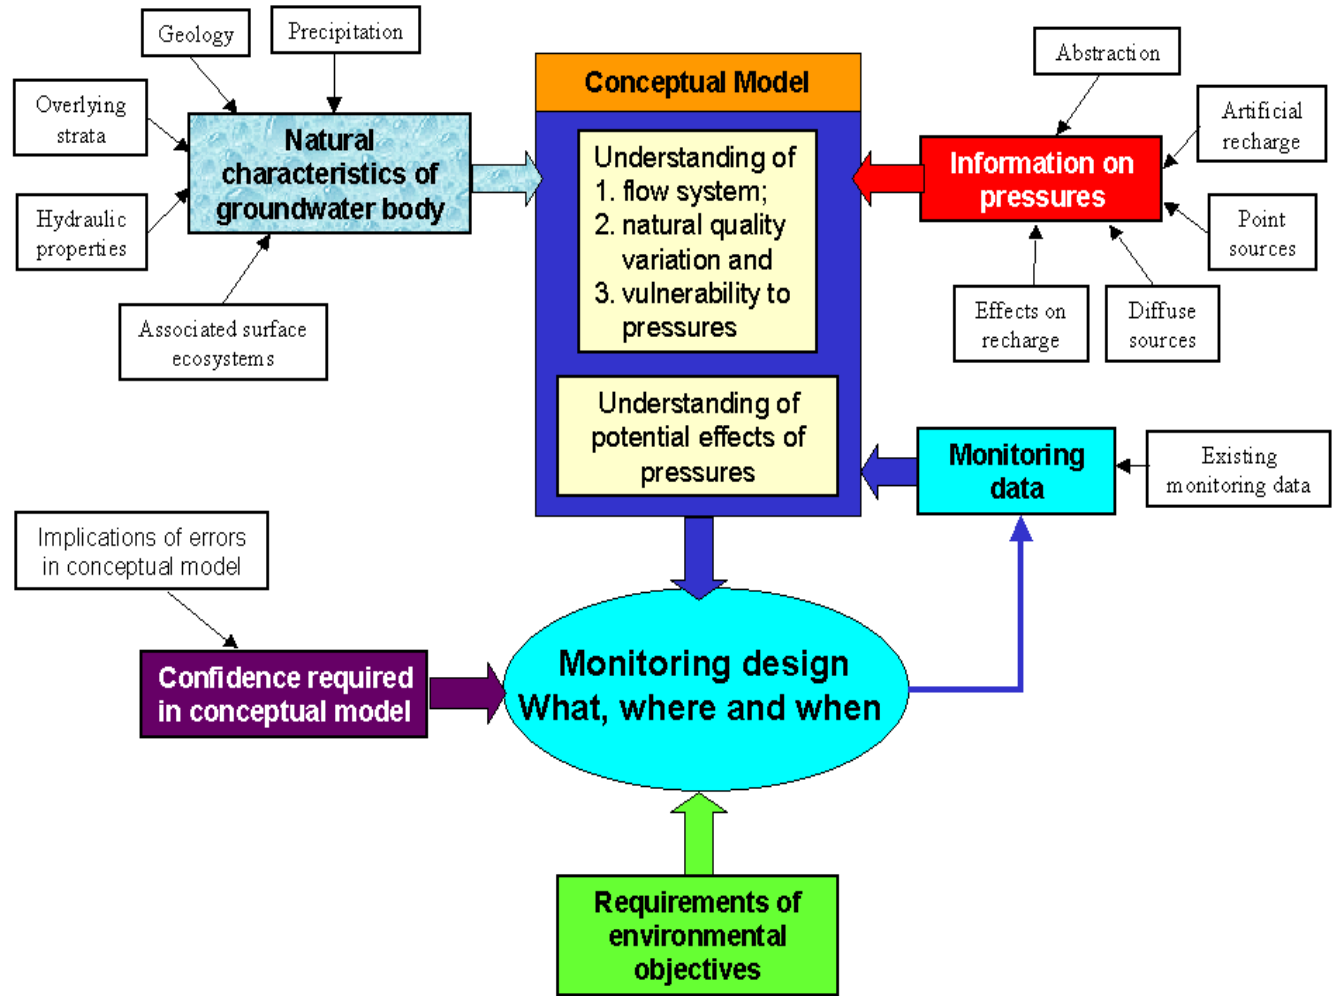 Geology
Precipitation
Overlying
strata
Hydraulic
properties
Associated surface
ecosystems
Natural
characteristics of
groundwater body
Conceptual Model
Understanding of
1. flow system;
2. natural quality
variation and
3. vulnerability to
pressures
Understanding of
potential effects of
pressures
Abstraction
Artificial
recharge
Information on
pressures
Point
sources
Effects on
recharge
Diffuse
sources
Monitoring
data
Existing
monitoring data
Implications of errors
in conceptual model
Confidence required
in conceptual model
Monitoring design
What, where and when
Requirements of
environmental
objectives